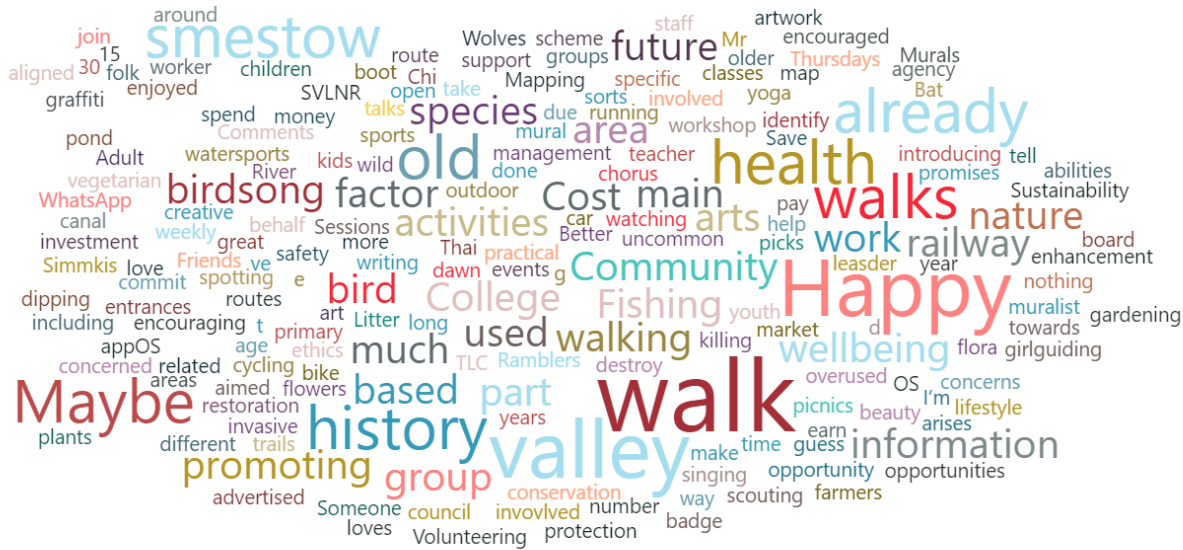 around
smestow
staff
artwork
join
Wolves
scheme
future
Mr
encouraged
15
folk
worker
children
route
support
groups
older
Thursdays
Murals
aligned
30
boot
Chi
Mapping
specific
classes
map
agency
graffiti
enjoyed
SVLNR
open
take
sorts
involved
yoga
Bat
spend
money
talks
species
due
running
already
pond
Comments
sports
mural
area
workshop
identify
Adult
watersports
kids
wild
old
management
teacher
Save
health
introducing
tell
vegetarian
River
done
chorus
promises
abilities
WhatsApp
birdsong
factor
outdoor
Cost
main
pay
walks
Sustainability
canal
creative
behalf
Sessions
activities
car
watching
arts
help
nature
investment
weekly
great
more
Thai
practical
Better
uncommon
picks
work
railway
board
Simmkis
love
Friends
ve
safety
writing
dawn
events
g
Community
leasder
year
enhancement
commit
spotting
e
bird
College
Fishing
youth
Happy
nothing
dipping
entrances
routes
muralist
gardening
including
encouraging
t
art
Litter
long
used
walking
killing
market
d
towards
appOS
age
primary
much
wellbeing
flora
girlguiding
concerned
related
cycling
ethics
bike
TLC
Ramblers
destroy
Maybe
areas
aimed
flowers
based
part
walk
overused
OS
concerns
restoration
I'm
picnics
beauty
lifestyle
invasive
history
years
earn
arises
plants
different
trails
valley
make
time
guess
information
promoting
group
singing
opportunity
opportunities
advertised
conservation
way
scouting
farmers
Someone
council
invovlved
number
loves
Volunteering
protection
badge